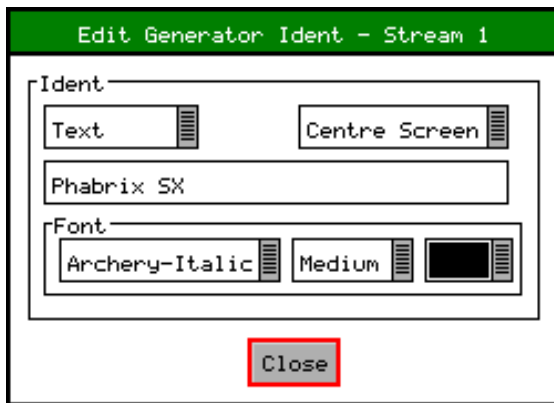 Edit Generator Ident - Stream 1
Ident
Text Centre Screen
Phabrix SX
Font
Archery-Italic Medium
Close